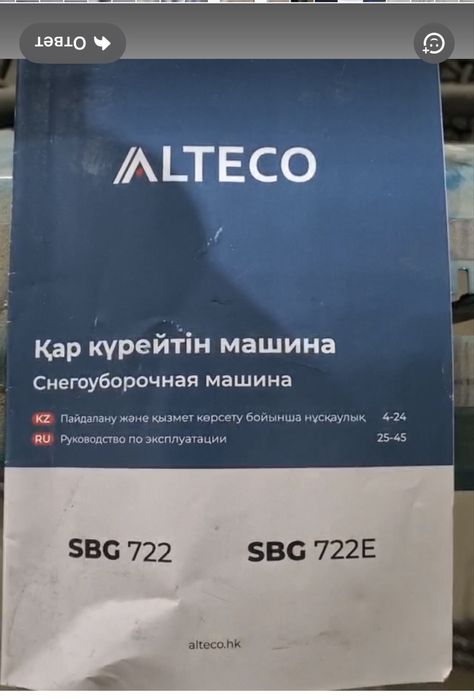 Ответ
ALTECO
Қар күрейтін машина
Снегоуборочная машина
KZ Пайдалану және қызмет көрсету бойынша нұсқаулық 4-24
RU Руководство по эксплуатации 25-45
SBG 722 SBG 722E
alteco.hk